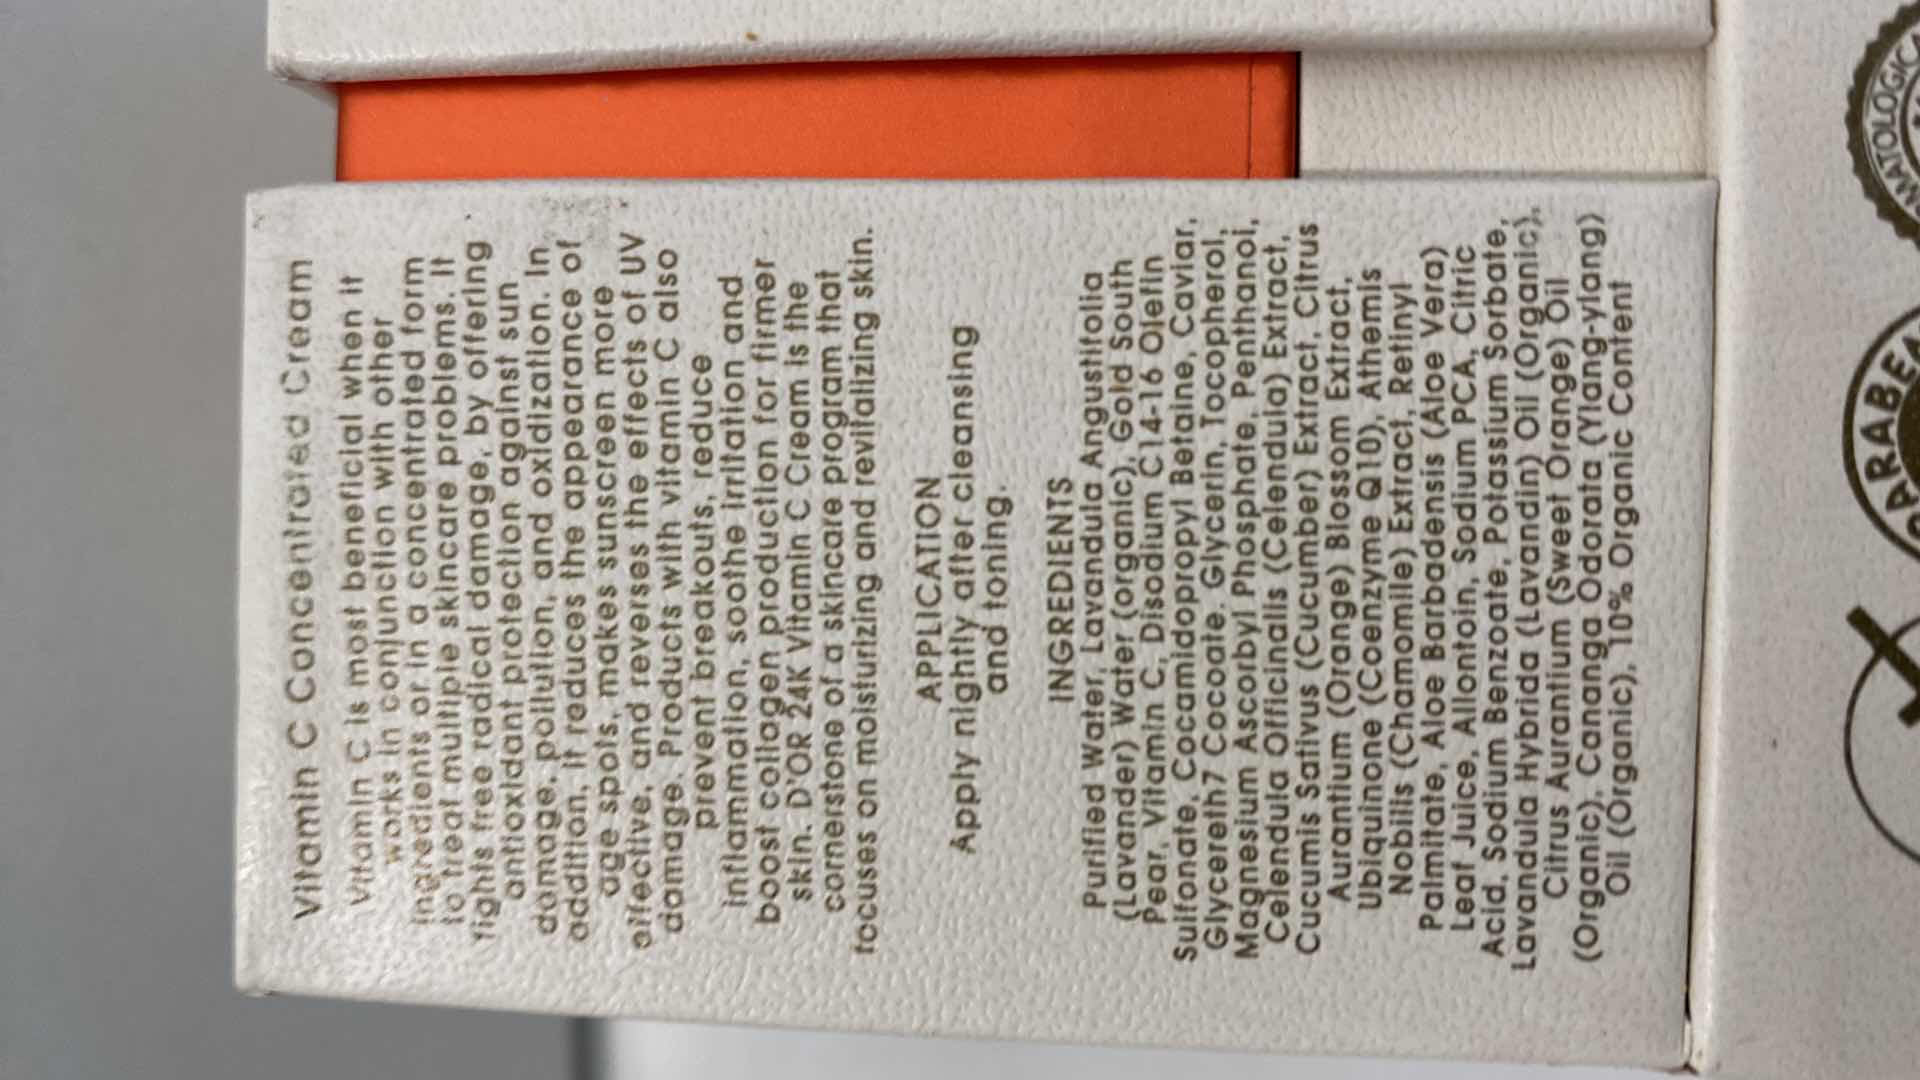 Vitamin C Concentrated Cream
Vitamin C is most beneficial when it
works in conjunction with other
ingredients or in a concentrated form
to treat multiple skincare problems. It
fights free radical damage, by offering
antioxidant protection against sun
damage, pollution, and oxidization. In
addition, it reduces the appearance of
age spots, makes sunscreen more
effective, and reverses the effects of UV
damage. Products with vitamin C also
prevent breakouts, reduce
inflammation, soothe irritation and
boost collagen production for firmer
skin. D'OR 24K Vitamin C Cream is the
cornerstone of a skincare program that
focuses on moisturizing and revitalizing skin.
APPLICATION
Apply nightly after cleansing
and toning.
INGREDIENTS
Purified Water, Lavandula Angustifolia
(Lavander) Water (organic), Gold South
Pear, Vitamin C, Disodium C14-16 Olefin
Sulfonate, Cocamidopropyl Betaine, Caviar,
Glycereth7 Cocoate. Glycerin, Tocopherol,
Magnesium Ascorbyl Phosphate, Penthanol,
Celendula Officinalis (Celendula) Extract,
Cucumis Sativus (Cucumber) Extract, Citrus
Aurantium (Orange) Blossom Extract,
Ubiquinone (Coenzyme Q10), Athemis
Nobilis (Chamomile) Extract, Retinyl
Palmitate, Aloe Barbadensis (Aloe Vera)
Leaf Juice, Allontoin, Sodium PCA, Citric
Acid, Sodium Benzoate, Potassium Sorbate,
Lavandula Hybrida (Lavandin) Oil (Organic),
Citrus Aurantium (Sweet Orange) Oil
(Organic), Cananga Odorata (Ylang-ylang)
Oil (Organic), 10% Organic Content